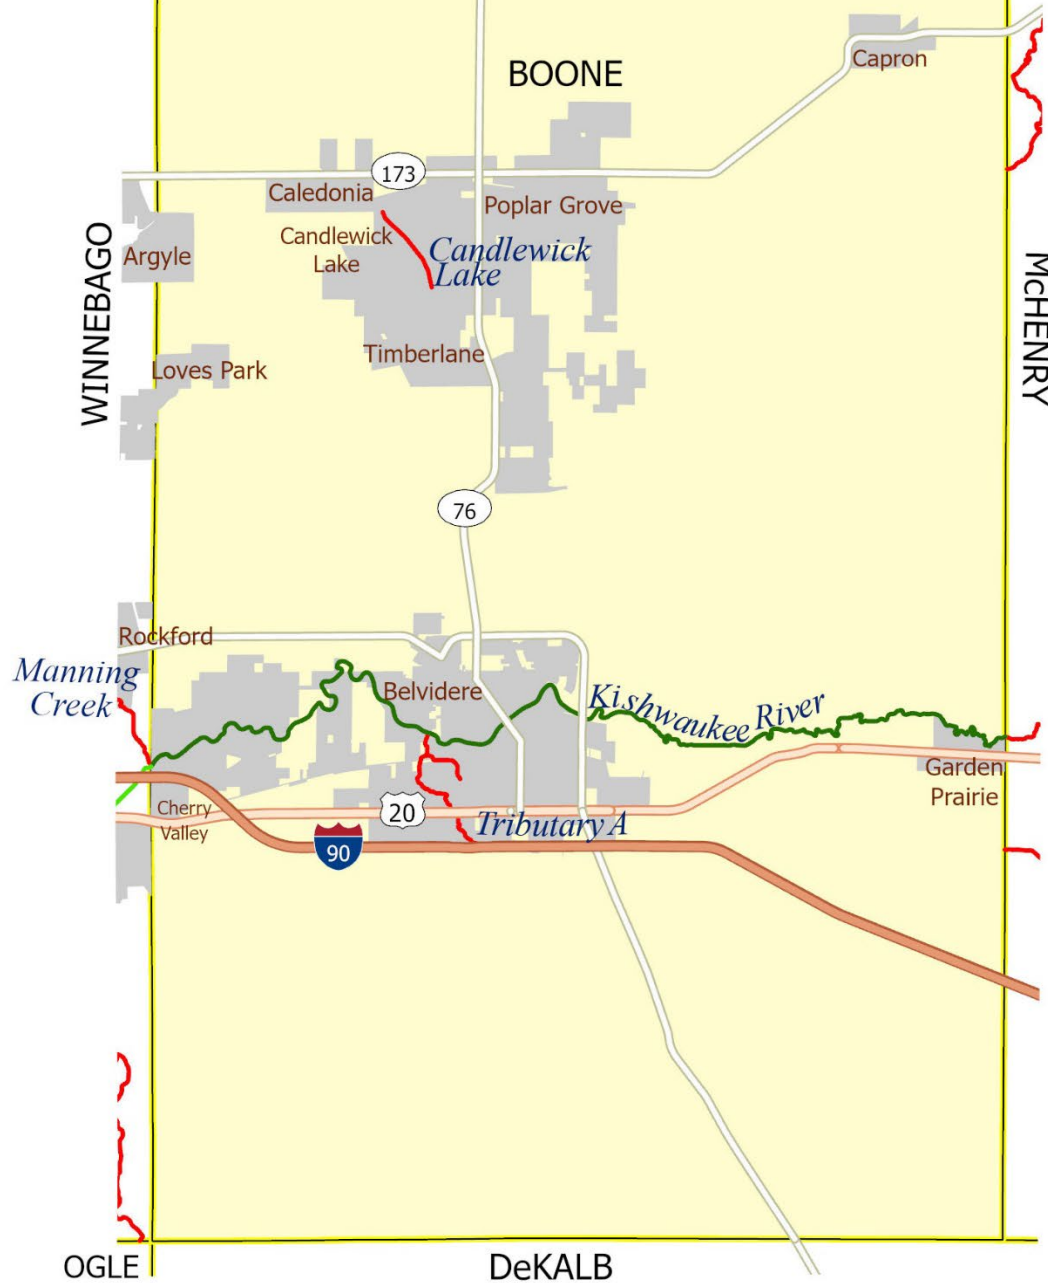 BOONE
Capron
173
Caledonia
Poplar Grove
WINNEBAGO
Argyle
Candlewick
Lake
Candlewick
Lake
McHENRY
Timberlane
Loves Park
76
Rockford
Manning
Creek
Belvidere
Kishwaukee River
Garden
Prairie
Cherry
Valley
20
Tributary A
90
OGLE
DeKALB